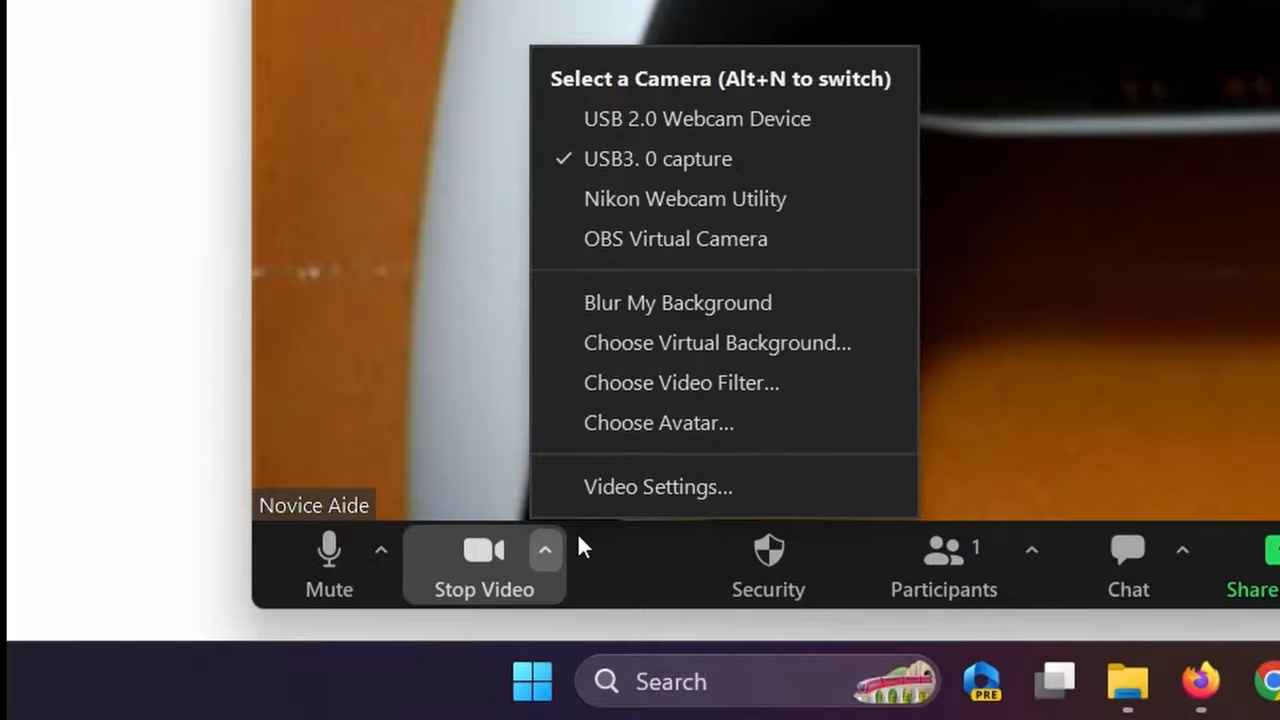 Select a Camera (Alt+N to switch)
USB 2.0 Webcam Device
USB3. 0 capture
Nikon Webcam Utility
OBS Virtual Camera
Blur My Background
Choose Virtual Background...
Choose Video Filter...
Choose Avatar...
Video Settings...
Novice Aide
Mute
Stop Video
Security
Participants 1
Chat
Share
Search
PRE